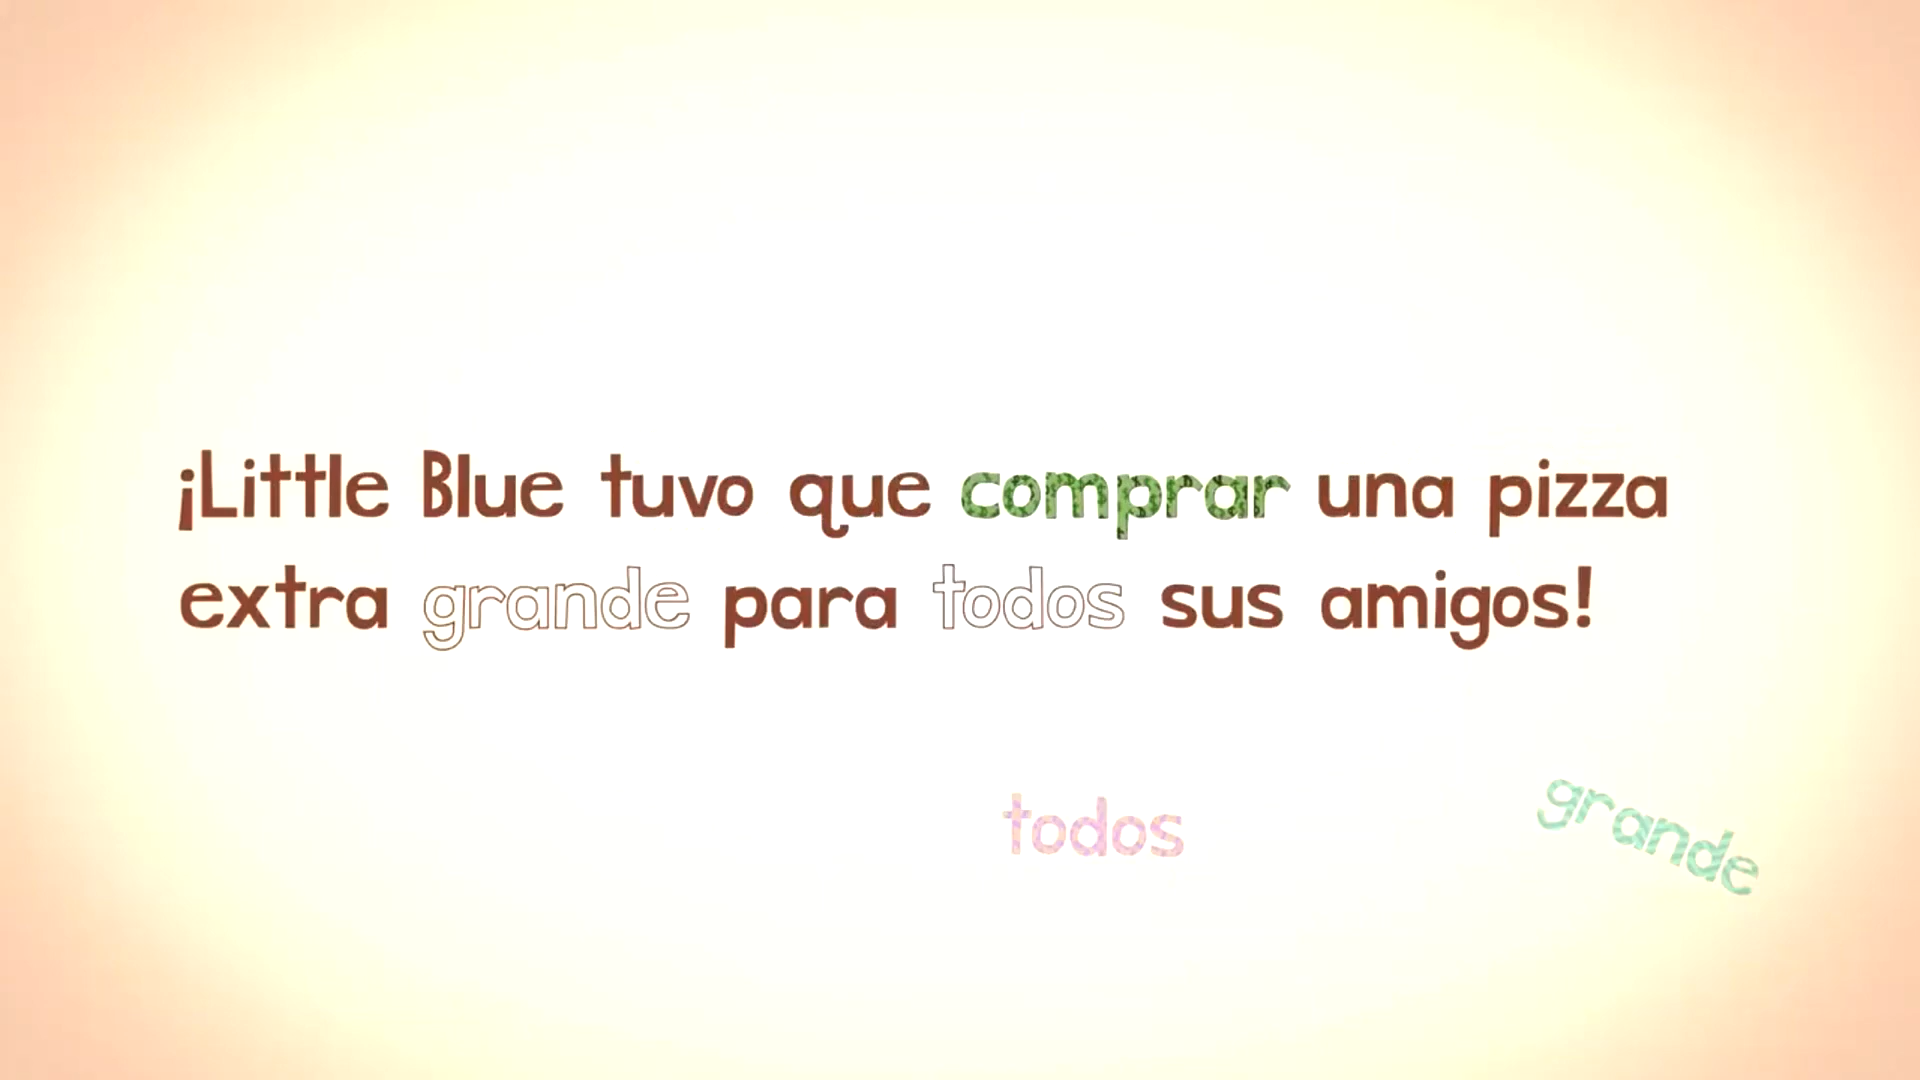 ¡Little Blue tuvo que comprar una pizza
extra grande para todos sus amigos!
todos
grande